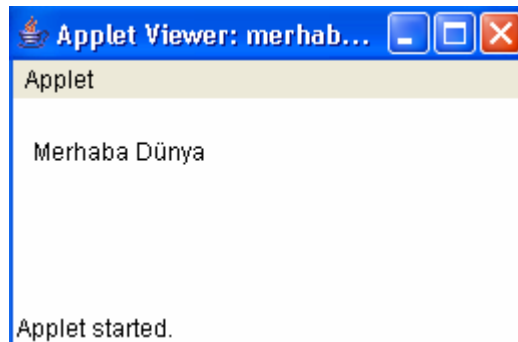 Applet Viewer: merhab...
Applet
Merhaba Dünya
Applet started.